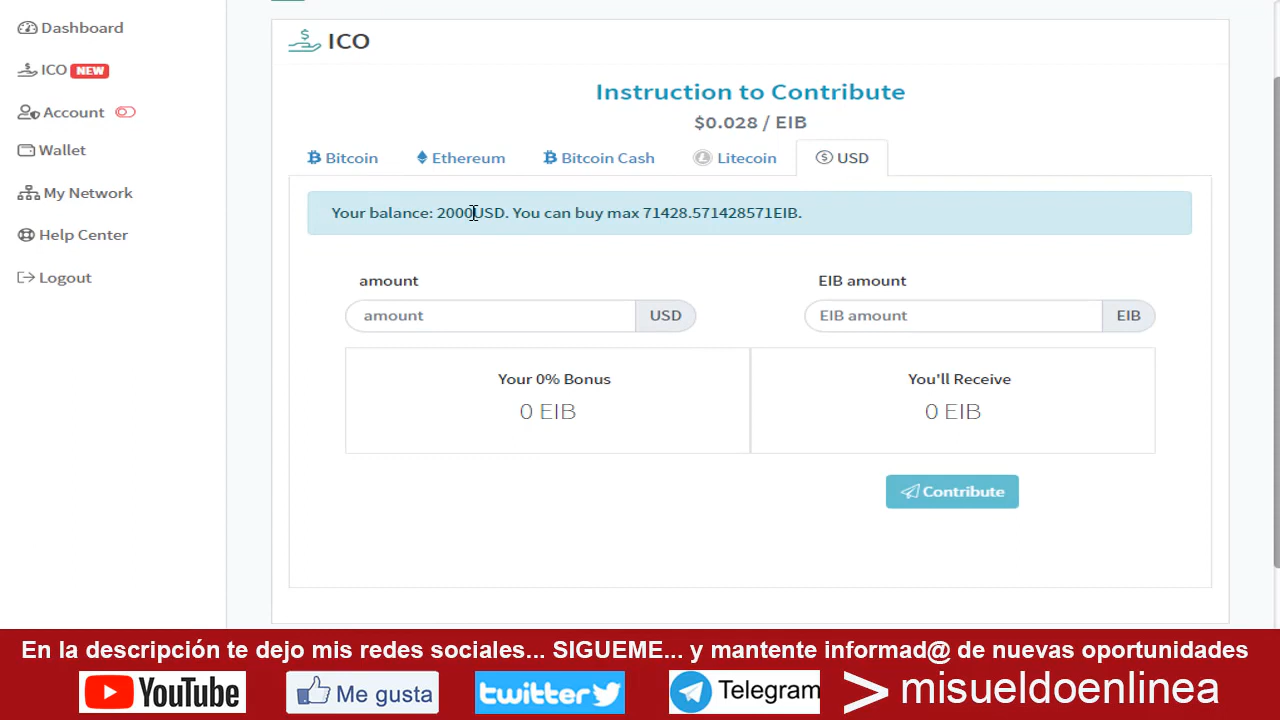 Dashboard
ICO NEW
Account
Wallet
My Network
Help Center
Logout
ICO
Instruction to Contribute
$0.028 / EIB
Bitcoin Ethereum Bitcoin Cash Litecoin USD
Your balance: 2000USD. You can buy max 71428.571428571EIB.
amount EIB amount
amount USD EIB amount EIB
Your 0% Bonus You'll Receive
0 EIB 0 EIB
Contribute
En la descripción te dejo mis redes sociales... SIGUEME... y mantente informad@ de nuevas oportunidades
YouTube Me gusta twitter Telegram > misueldoenlinea